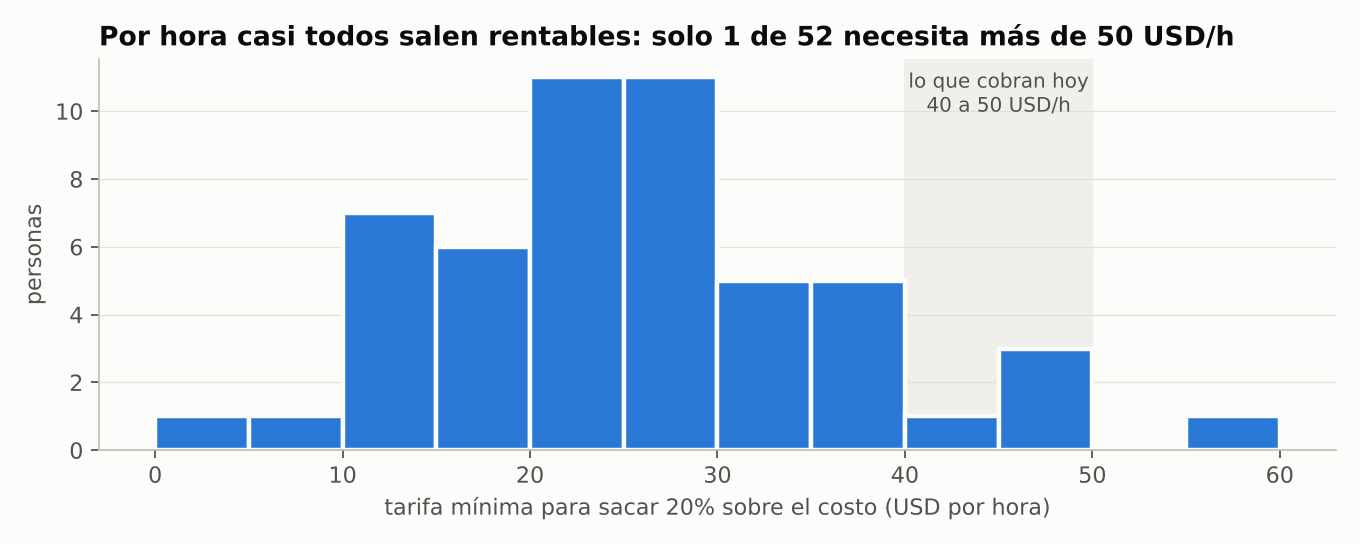 Por hora casi todos salen rentables: solo 1 de 52 necesita más de 50 USD/h
lo que cobran hoy
40 a 50 USD/h
personas
10
8
6
4
2
0
0 10 20 30 40 50 60
tarifa mínima para sacar 20% sobre el costo (USD por hora)